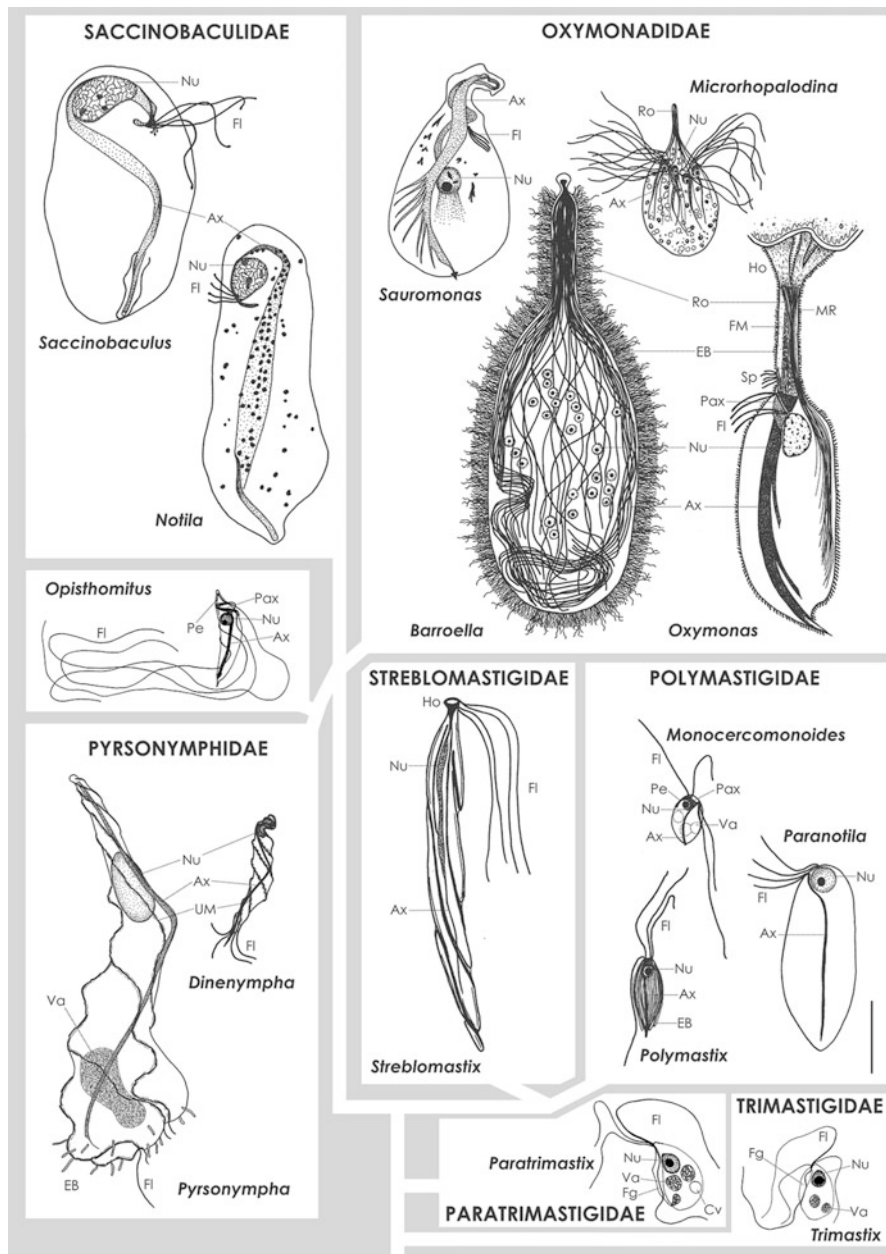 SACCINOBACULIDAE
Nu
Fl
Ax
Nu
Fl
Saccinobaculus
Notila
OXYMONADIDAE
Ax
Fl
Nu
Sauromonas
Microrhopalodina
Ro
Nu
Ax
Ho
Ro
MR
FM
EB
Sp
Pax
Fl
Nu
Ax
Barroella
Oxymonas
Opisthomitus
Fl
Pe
Pax
Nu
Ax
PYRSONYMPHIDAE
Nu
Ax
UM
Fl
Dinenympha
Va
EB
Fl
Pyrsonympha
STREBLOMASTIGIDAE
Ho
Nu
Fl
Ax
Streblomastix
POLYMASTIGIDAE
Monocercomonoides
Fl
Pe
Pax
Nu
Va
Ax
Paranotila
Nu
Fl
Ax
Fl
Nu
Ax
EB
Polymastix
Fl
Paratrimastix
Nu
Va
Fg
Cv
PARATRIMASTIGIDAE
TRIMASTIGIDAE
Fl
Fg
Nu
Va
Trimastix